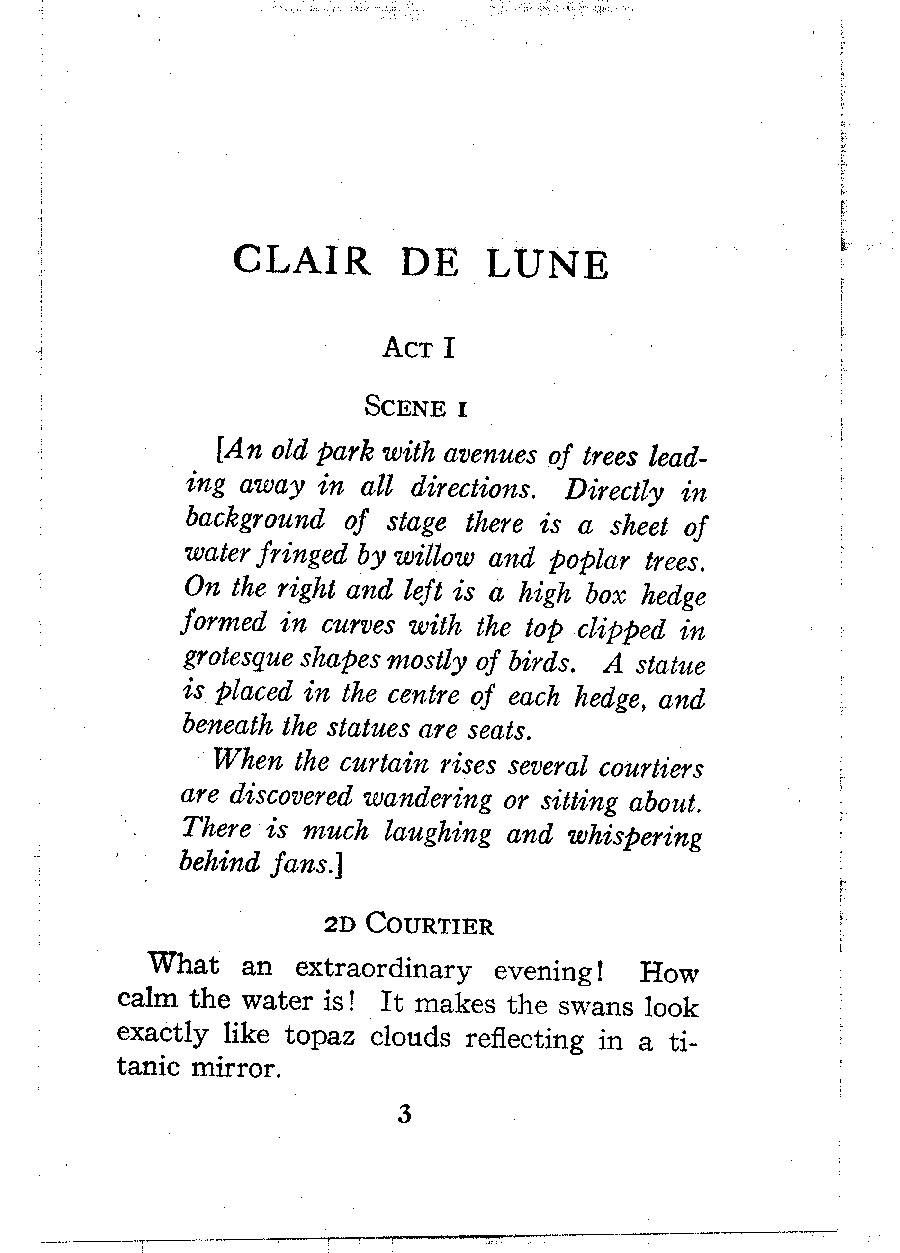 CLAIR DE LUNE
ACT I
SCENE 1
[An old park with avenues of trees lead-
ing away in all directions. Directly in
background of stage there is a sheet of
water fringed by willow and poplar trees.
On the right and left is a high box hedge
formed in curves with the top clipped in
grotesque shapes mostly of birds. A statue
is placed in the centre of each hedge, and
beneath the statues are seats.
When the curtain rises several courtiers
are discovered wandering or sitting about.
There is much laughing and whispering
behind fans.]
2D COURTIER
What an extraordinary evening! How
calm the water is! It makes the swans look
exactly like topaz clouds reflecting in a ti-
tanic mirror.
3